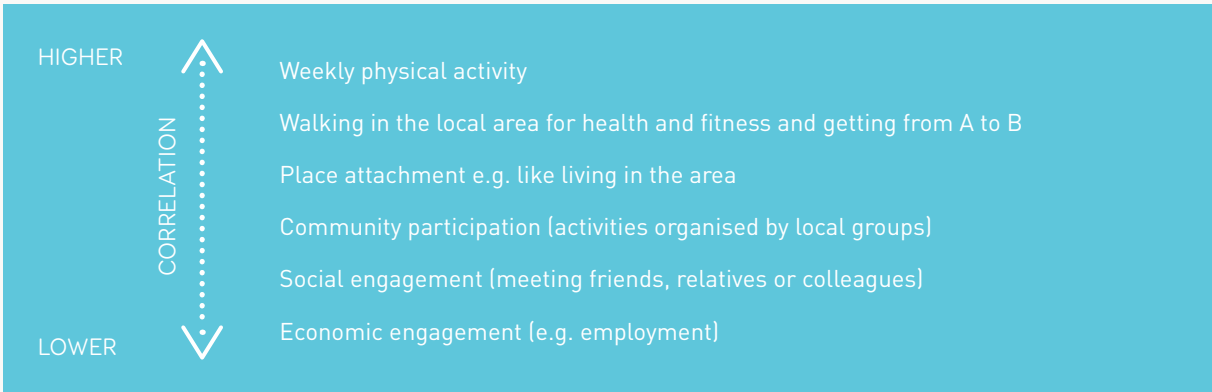 HIGHER
CORRELATION
LOWER
Weekly physical activity
Walking in the local area for health and fitness and getting from A to B
Place attachment e.g. like living in the area
Community participation (activities organised by local groups)
Social engagement (meeting friends, relatives or colleagues)
Economic engagement (e.g. employment)